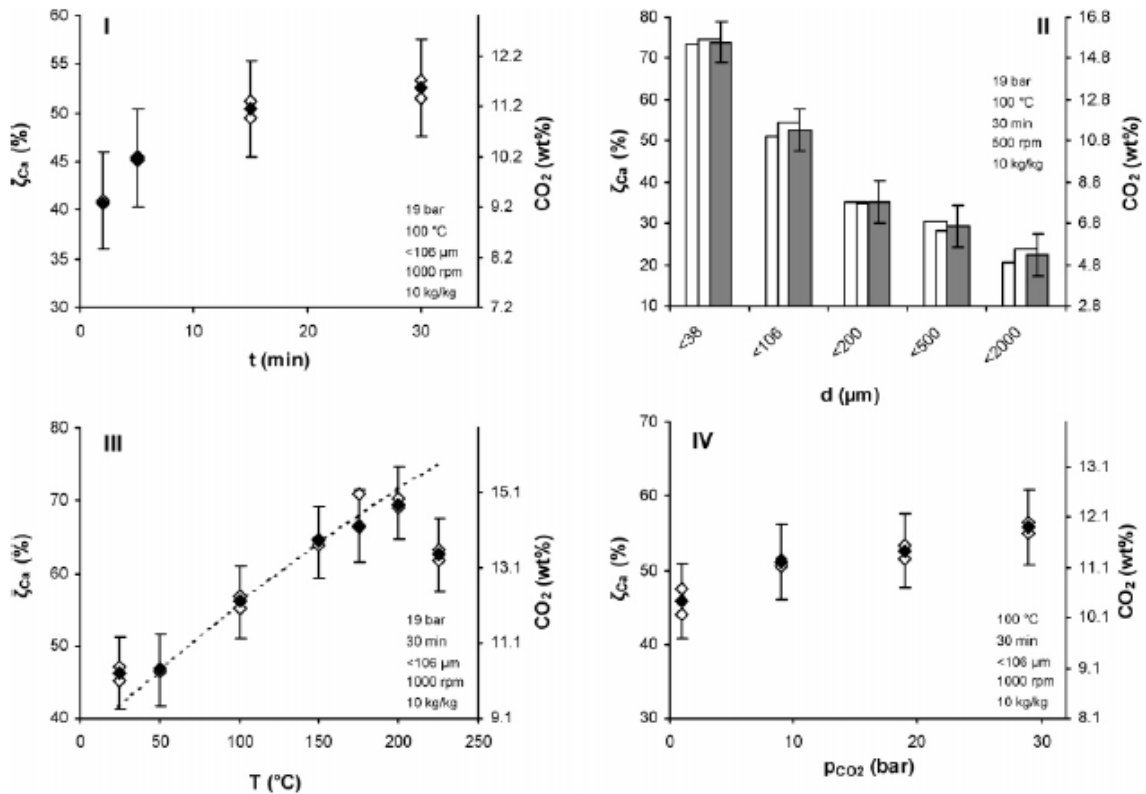 I
60
55
50
45
40
35
30
ζCa (%)
12.2
11.2
10.2
9.2
8.2
7.2
CO2 (wt%)
19 bar
100 °C
<106 µm
1000 rpm
10 kg/kg
0 10 20 30
t (min)
II
80
70
60
50
40
30
20
10
ζCa (%)
16.8
14.8
12.8
10.8
8.8
6.8
4.8
2.8
CO2 (wt%)
19 bar
100 °C
30 min
500 rpm
10 kg/kg
<38 <106 <200 <500 <2000
d (µm)
III
80
70
60
50
40
ζCa (%)
15.1
13.1
11.1
9.1
CO2 (wt%)
19 bar
30 min
<106 µm
1000 rpm
10 kg/kg
0 50 100 150 200 250
T (°C)
IV
70
60
50
40
30
ζCa (%)
13.1
12.1
11.1
10.1
9.1
8.1
CO2 (wt%)
100 °C
30 min
<106 µm
1000 rpm
10 kg/kg
0 10 20 30
pCO2 (bar)